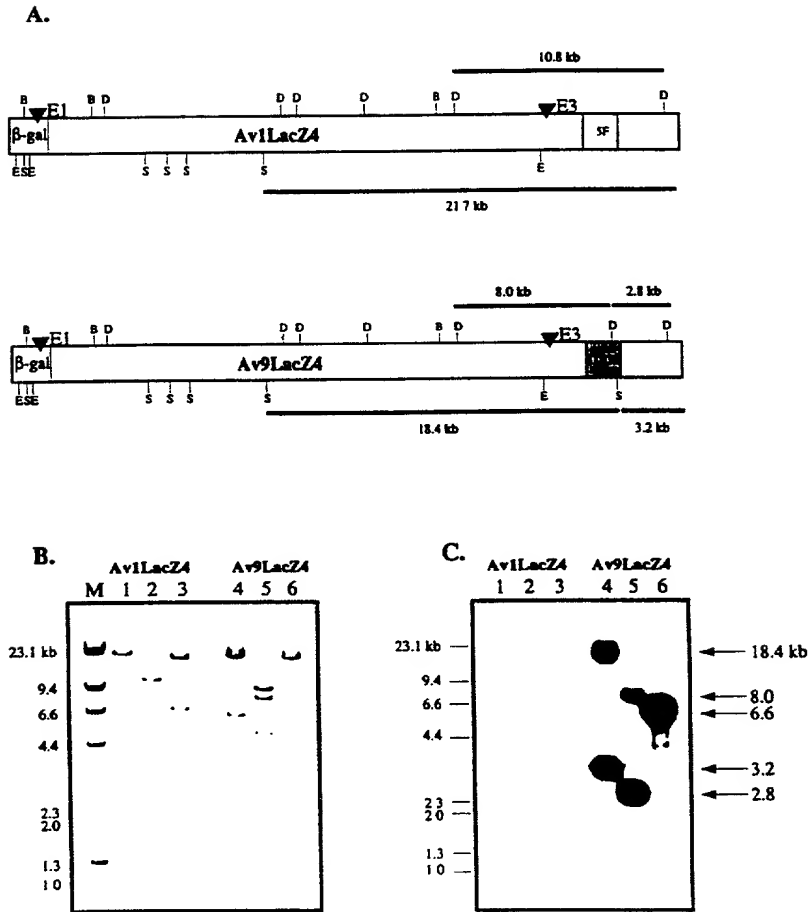 A.
10.8 kb
B B D D D D B D D
E1 E3
β-gal Av1LacZ4 5F
E S E S S S S E
21 7 kb
8.0 kb 2.8 kb
B B D D D D B D D D
E1 E3
β-gal Av9LacZ4
E S E S S S S E S
18.4 kb 3.2 kb
B.
Av1LacZ4 Av9LacZ4
M 1 2 3 4 5 6
23.1 kb
9.4
6.6
4.4
2.3
2.0
1.3
1 0
C.
Av1LacZ4 Av9LacZ4
1 2 3 4 5 6
23.1 kb
9.4
6.6
4.4
2 3
2 0
1.3
1 0
18.4 kb
8.0
6.6
3.2
2.8